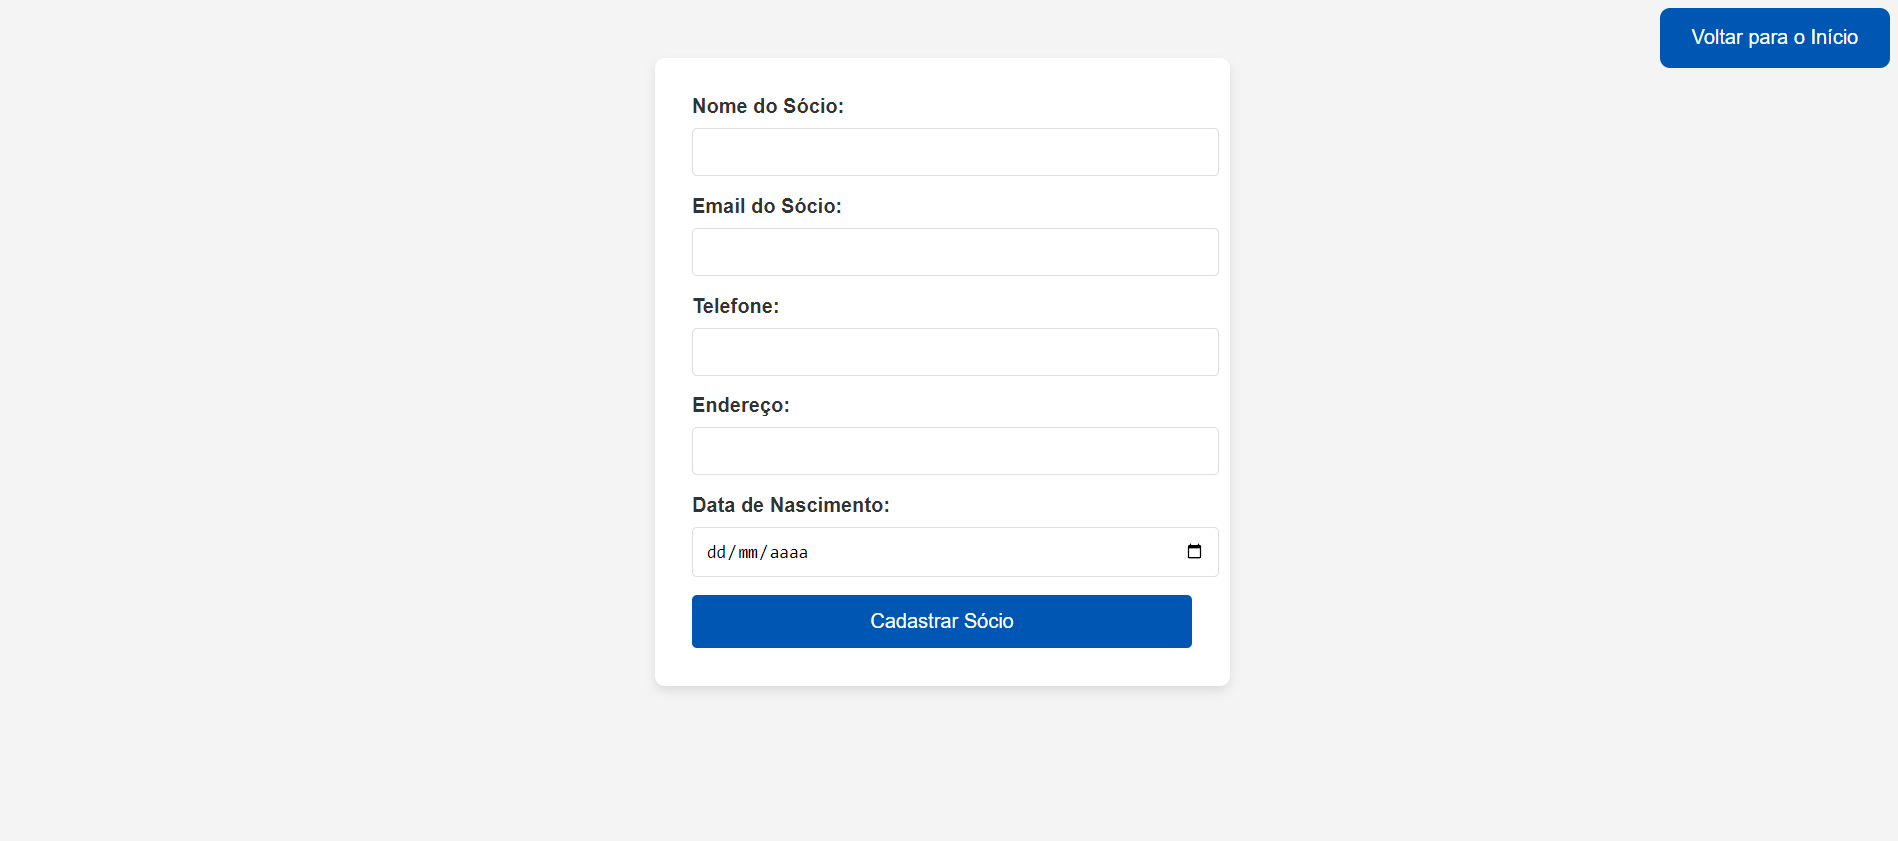 Voltar para o Início
Nome do Sócio:
Email do Sócio:
Telefone:
Endereço:
Data de Nascimento:
dd/mm/aaaa
Cadastrar Sócio